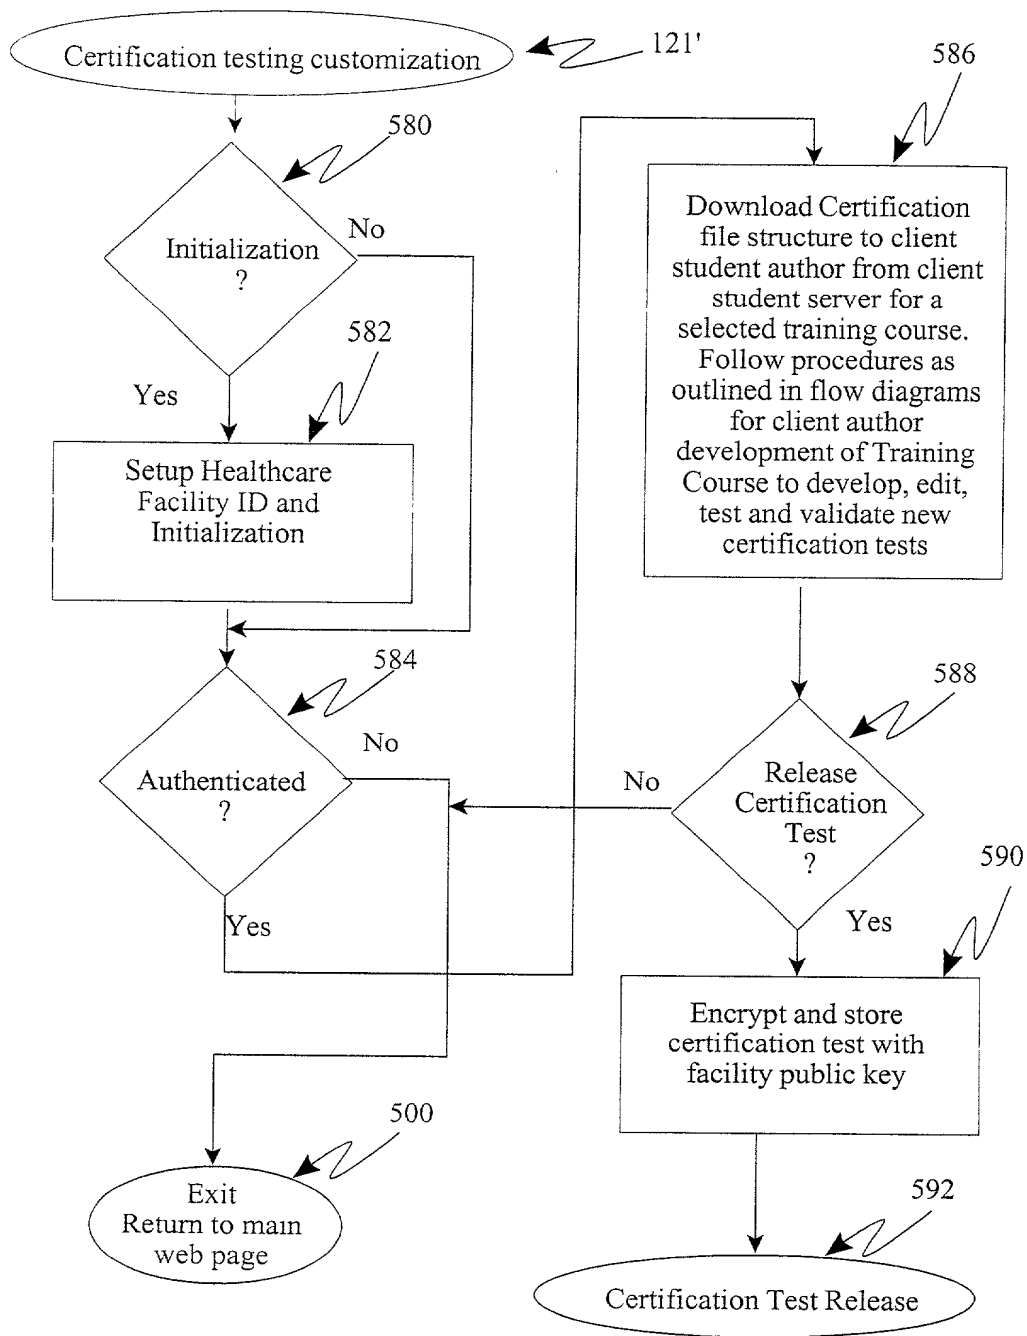 Certification testing customization
121'
580
Initialization
?
No
Yes
582
Setup Healthcare
Facility ID and
Initialization
584
Authenticated
?
No
Yes
500
Exit
Return to main
web page
586
Download Certification
file structure to client
student author from client
student server for a
selected training course.
Follow procedures as
outlined in flow diagrams
for client author
development of Training
Course to develop, edit,
test and validate new
certification tests
588
Release
Certification
Test
?
No
Yes
590
Encrypt and store
certification test with
facility public key
592
Certification Test Release